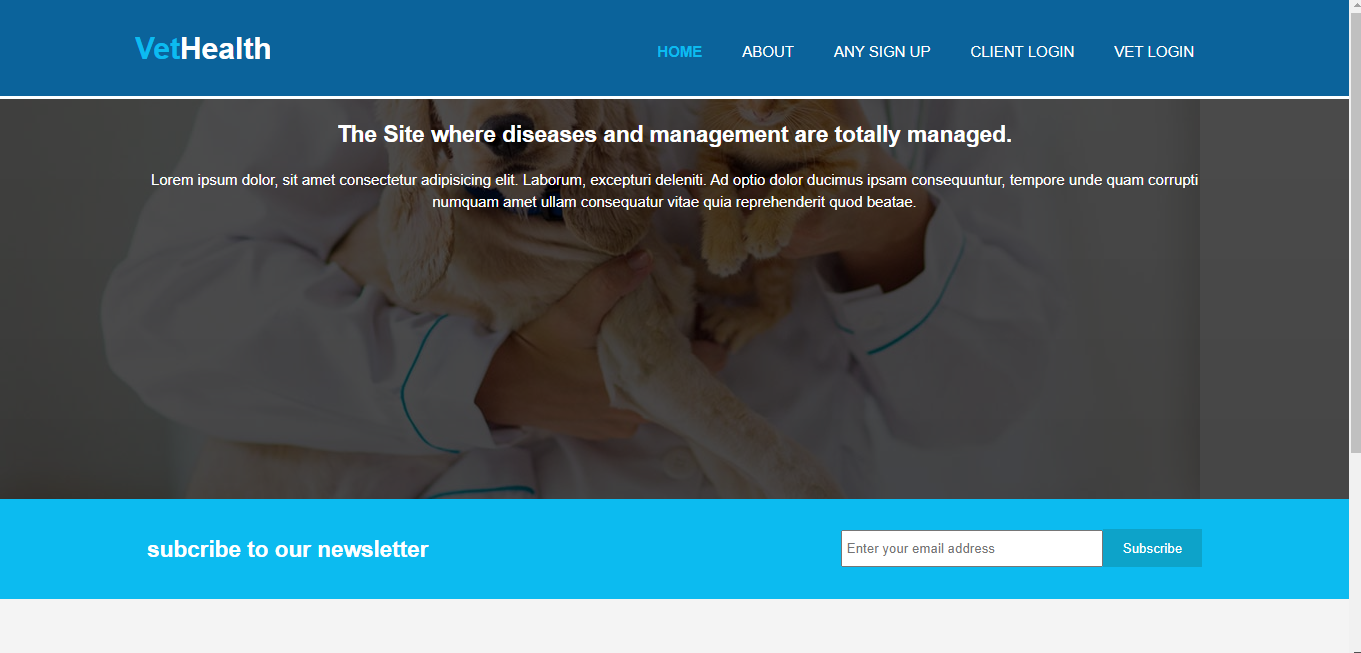 VetHealth
HOME ABOUT ANY SIGN UP CLIENT LOGIN VET LOGIN
The Site where diseases and management are totally managed.
Lorem ipsum dolor, sit amet consectetur adipisicing elit. Laborum, excepturi deleniti. Ad optio dolor ducimus ipsam consequuntur, tempore unde quam corrupti
numquam amet ullam consequatur vitae quia reprehenderit quod beatae.
subcribe to our newsletter
Enter your email address Subscribe